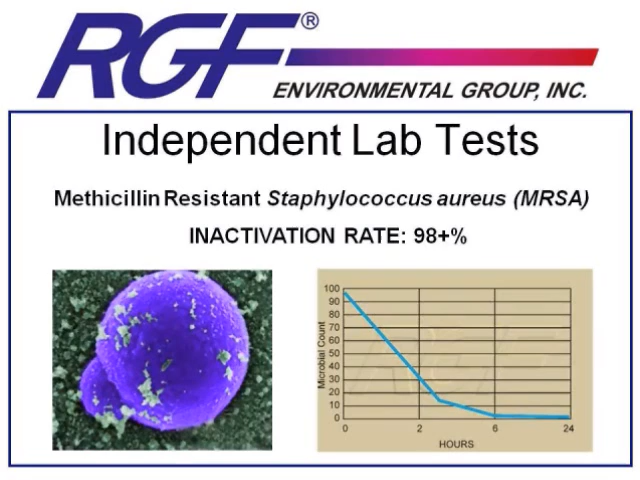 RGF®
ENVIRONMENTAL GROUP, INC.
Independent Lab Tests
Methicillin Resistant Staphylococcus aureus (MRSA)
INACTIVATION RATE: 98+%
100
90
80
70
60
50
40
30
20
10
0
Microbial Count
RGF
0 2 6 24
HOURS